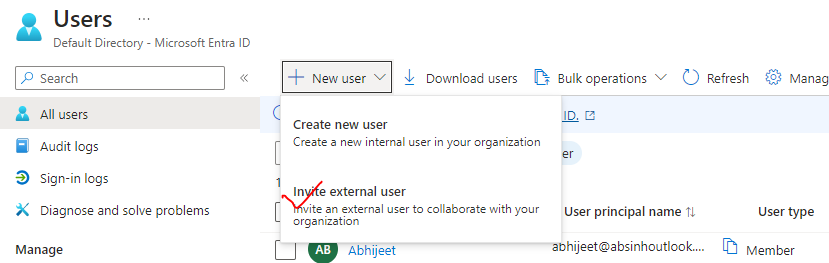 Users
...
Default Directory - Microsoft Entra ID
Search
«
New user
Download users
Bulk operations
Refresh
Manag
All users
Audit logs
Sign-in logs
Diagnose and solve problems
Manage
Create new user
Create a new internal user in your organization
ID.
er
Invite external user
Invite an external user to collaborate with your
organization
1
User principal name
User type
AB
Abhijeet
abhijeet@absinhoutlook....
Member